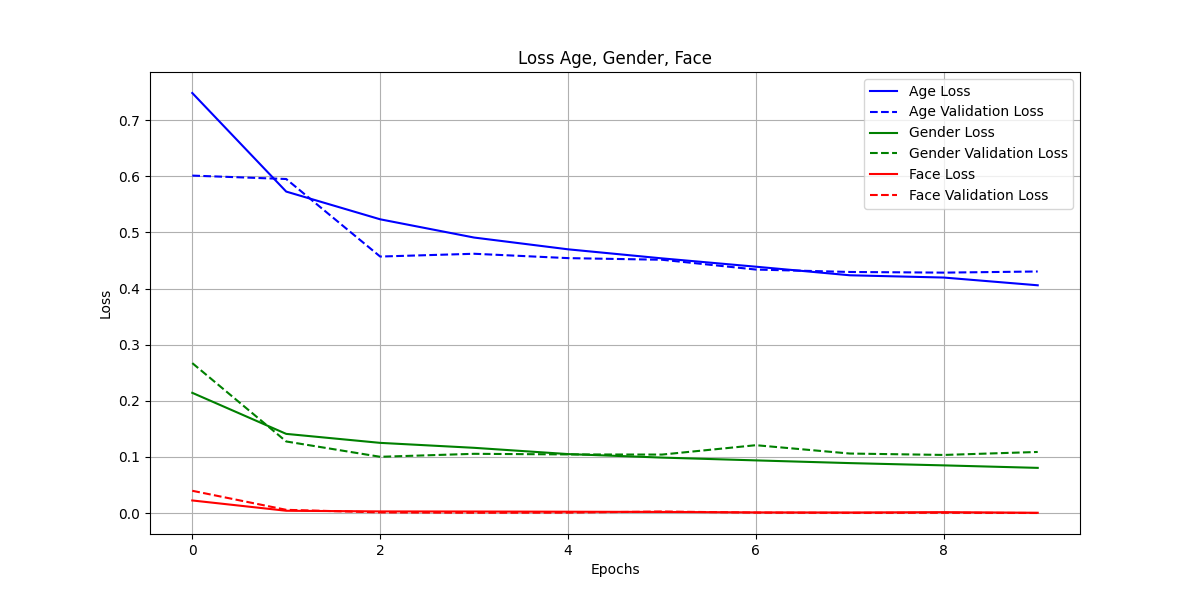 Loss Age, Gender, Face
Age Loss
Age Validation Loss
Gender Loss
Gender Validation Loss
Face Loss
Face Validation Loss
Loss
0.7
0.6
0.5
0.4
0.3
0.2
0.1
0.0
0 2 4 6 8
Epochs